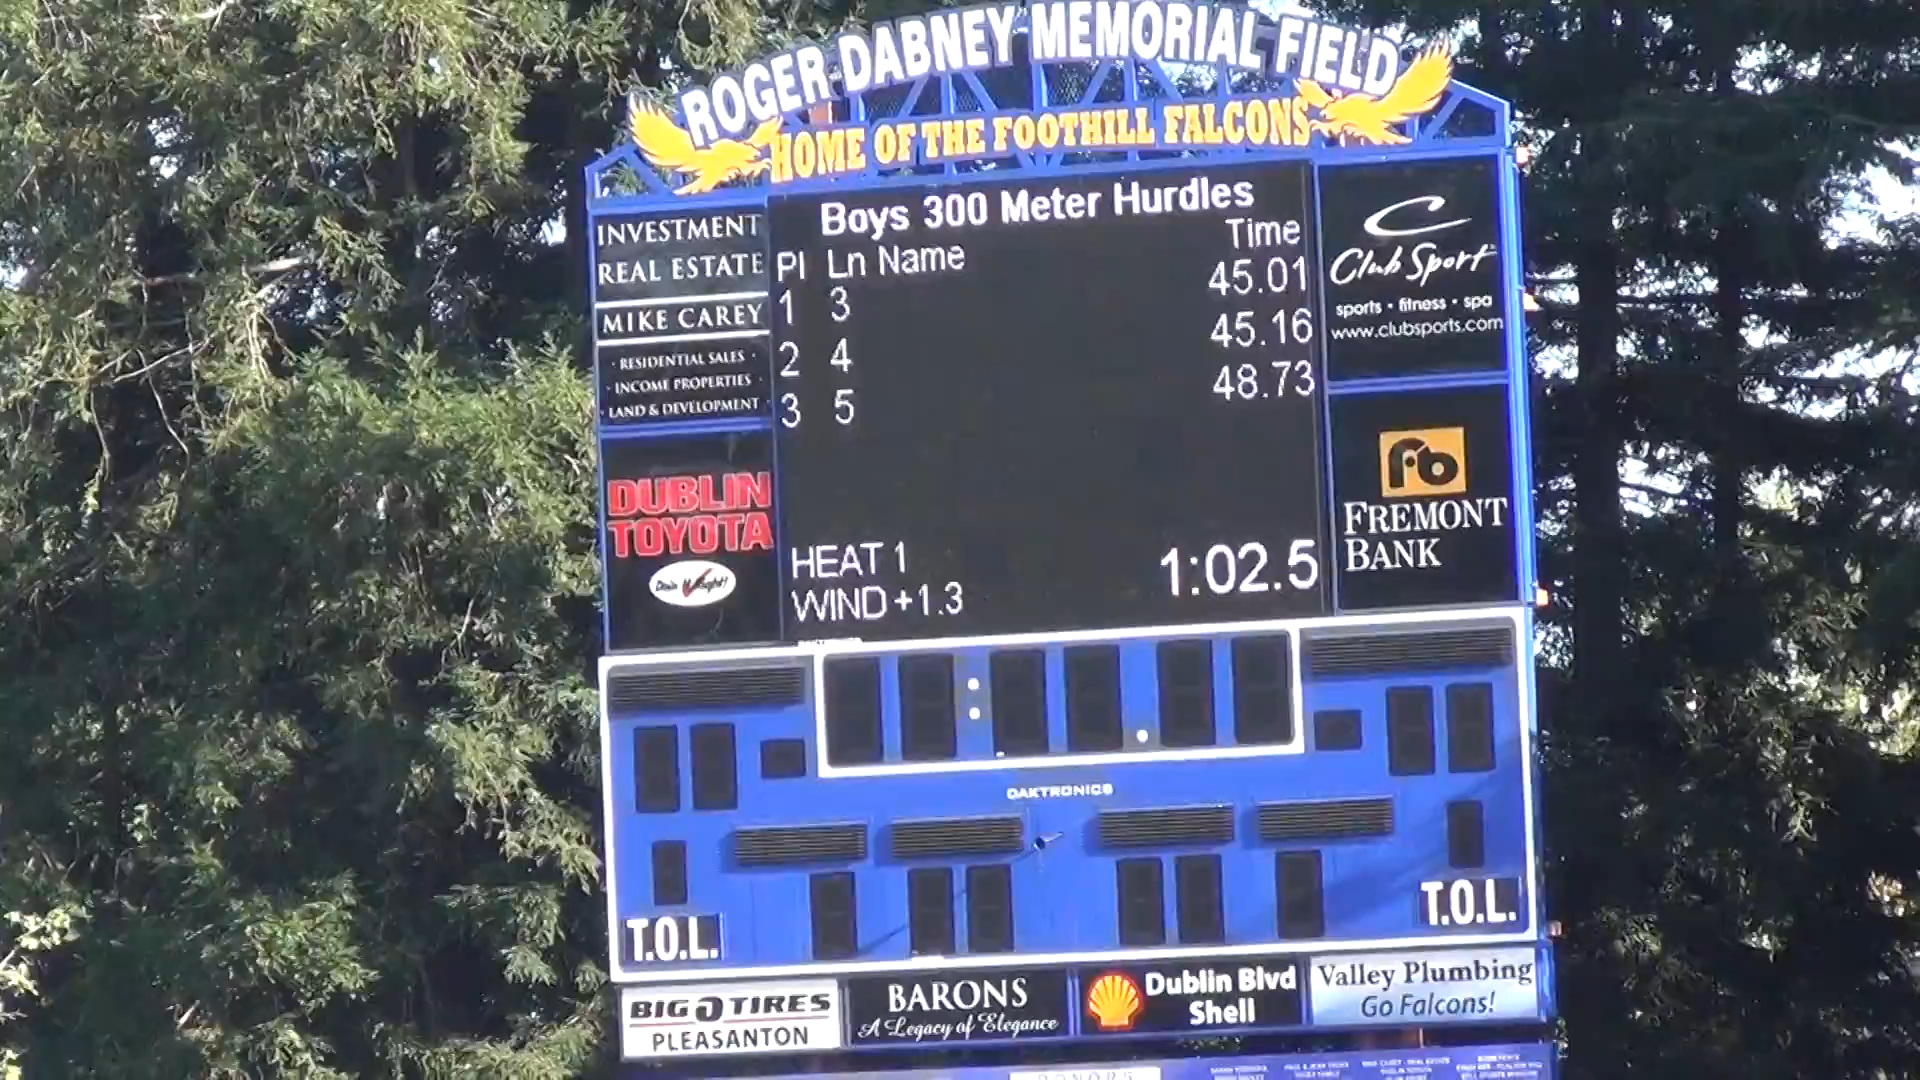 ROGER DABNEY MEMORIAL FIELD
HOME OF THE FOOTHILL FALCONS
INVESTMENT
REAL ESTATE
MIKE CAREY
· RESIDENTIAL SALES ·
· INCOME PROPERTIES ·
· LAND & DEVELOPMENT ·
DUBLIN
TOYOTA
Boys 300 Meter Hurdles
Pl Ln Name Time
1 3 45.01
2 4 45.16
3 5 48.73
HEAT 1 1:02.5
WIND +1.3
Club Sport
sports • fitness • spa
www.clubsports.com
fb
FREMONT
BANK
DAKTRONICS
T.O.L. T.O.L.
BIG O TIRES
PLEASANTON
BARONS
A Legacy of Elegance
Dublin Blvd
Shell
Valley Plumbing
Go Falcons!
DONORS